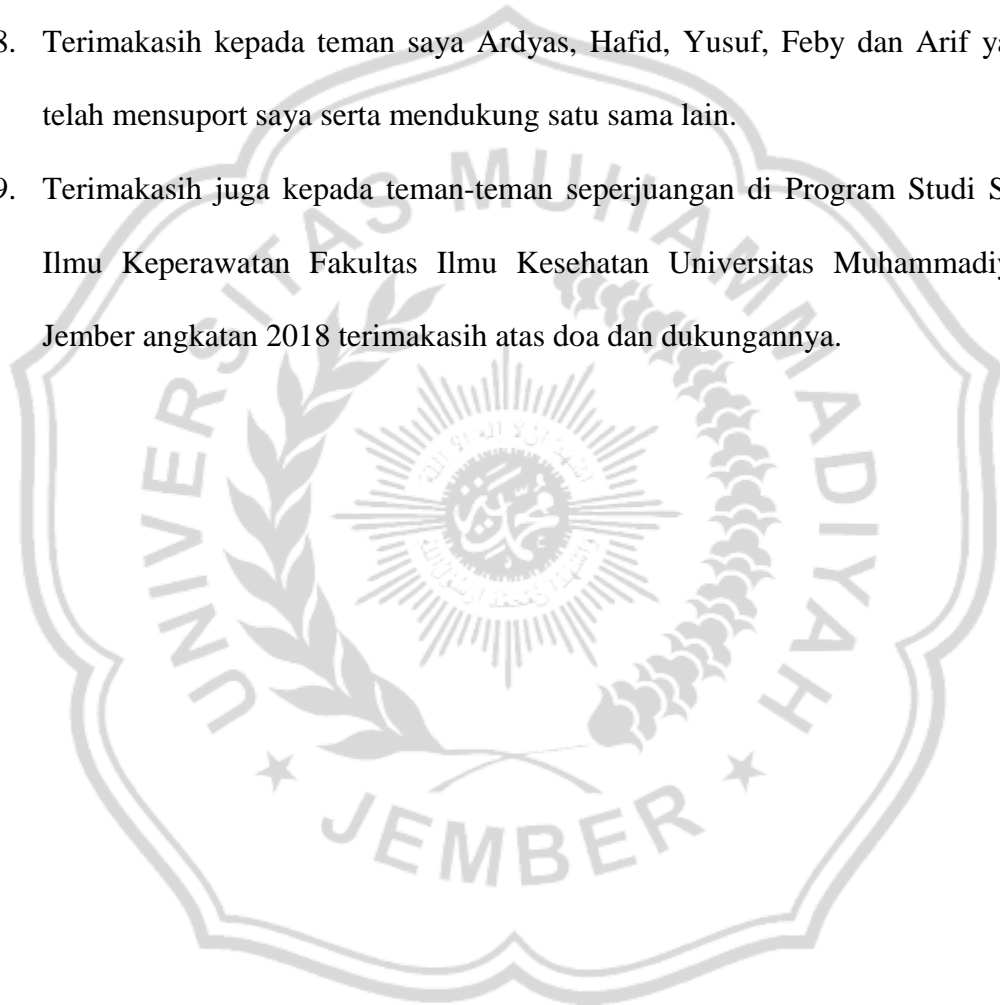 8. Terimakasih kepada teman saya Ardyas, Hafid, Yusuf, Feby dan Arif
telah mensuport saya serta mendukung satu sama lain.
9. Terimakasih juga kepada teman-teman seperjuangan di Program Studi
Ilmu Keperawatan Fakultas Ilmu Kesehatan Universitas
Jember angkatan 2018 terimakasih atas doa dan dukungannya.
UNIVERSITAS MUHAMMADIYAH
JEMBER